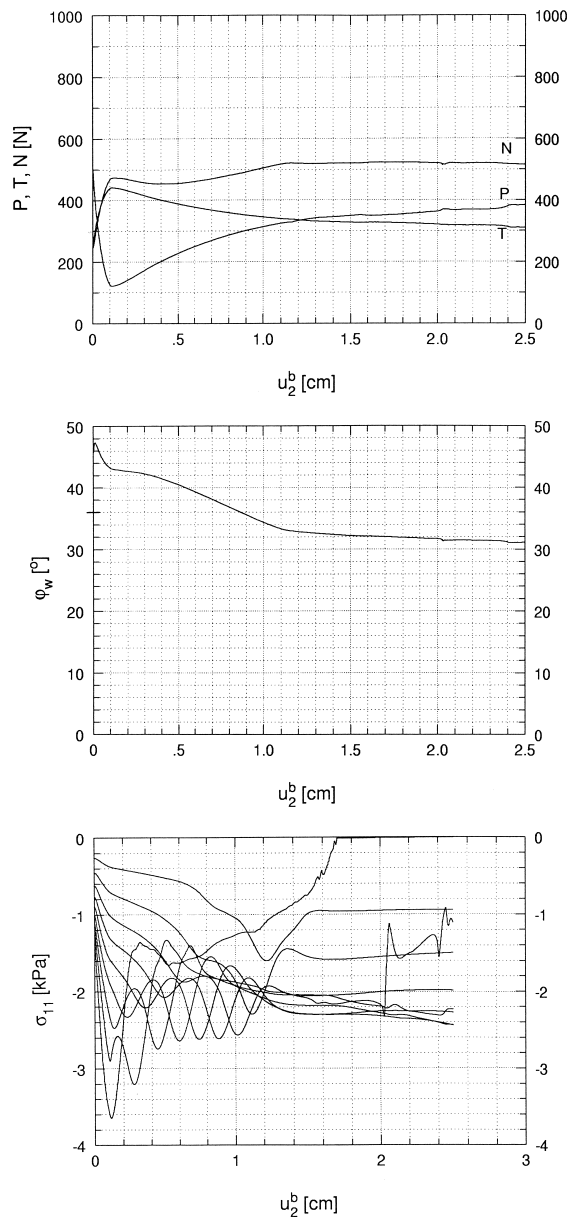 1000 1000
800 800
600 600
400 400
200 200
0 0
P, T, N [N]
N
P
T
0 .5 1.0 1.5 2.0 2.5
u₂ᵇ [cm]
50 50
40 40
30 30
20 20
10 10
0 0
φw [°]
0 .5 1.0 1.5 2.0 2.5
u₂ᵇ [cm]
0 0
-1 -1
-2 -2
-3 -3
-4 -4
σ₁₁ [kPa]
0 1 2 3
u₂ᵇ [cm]